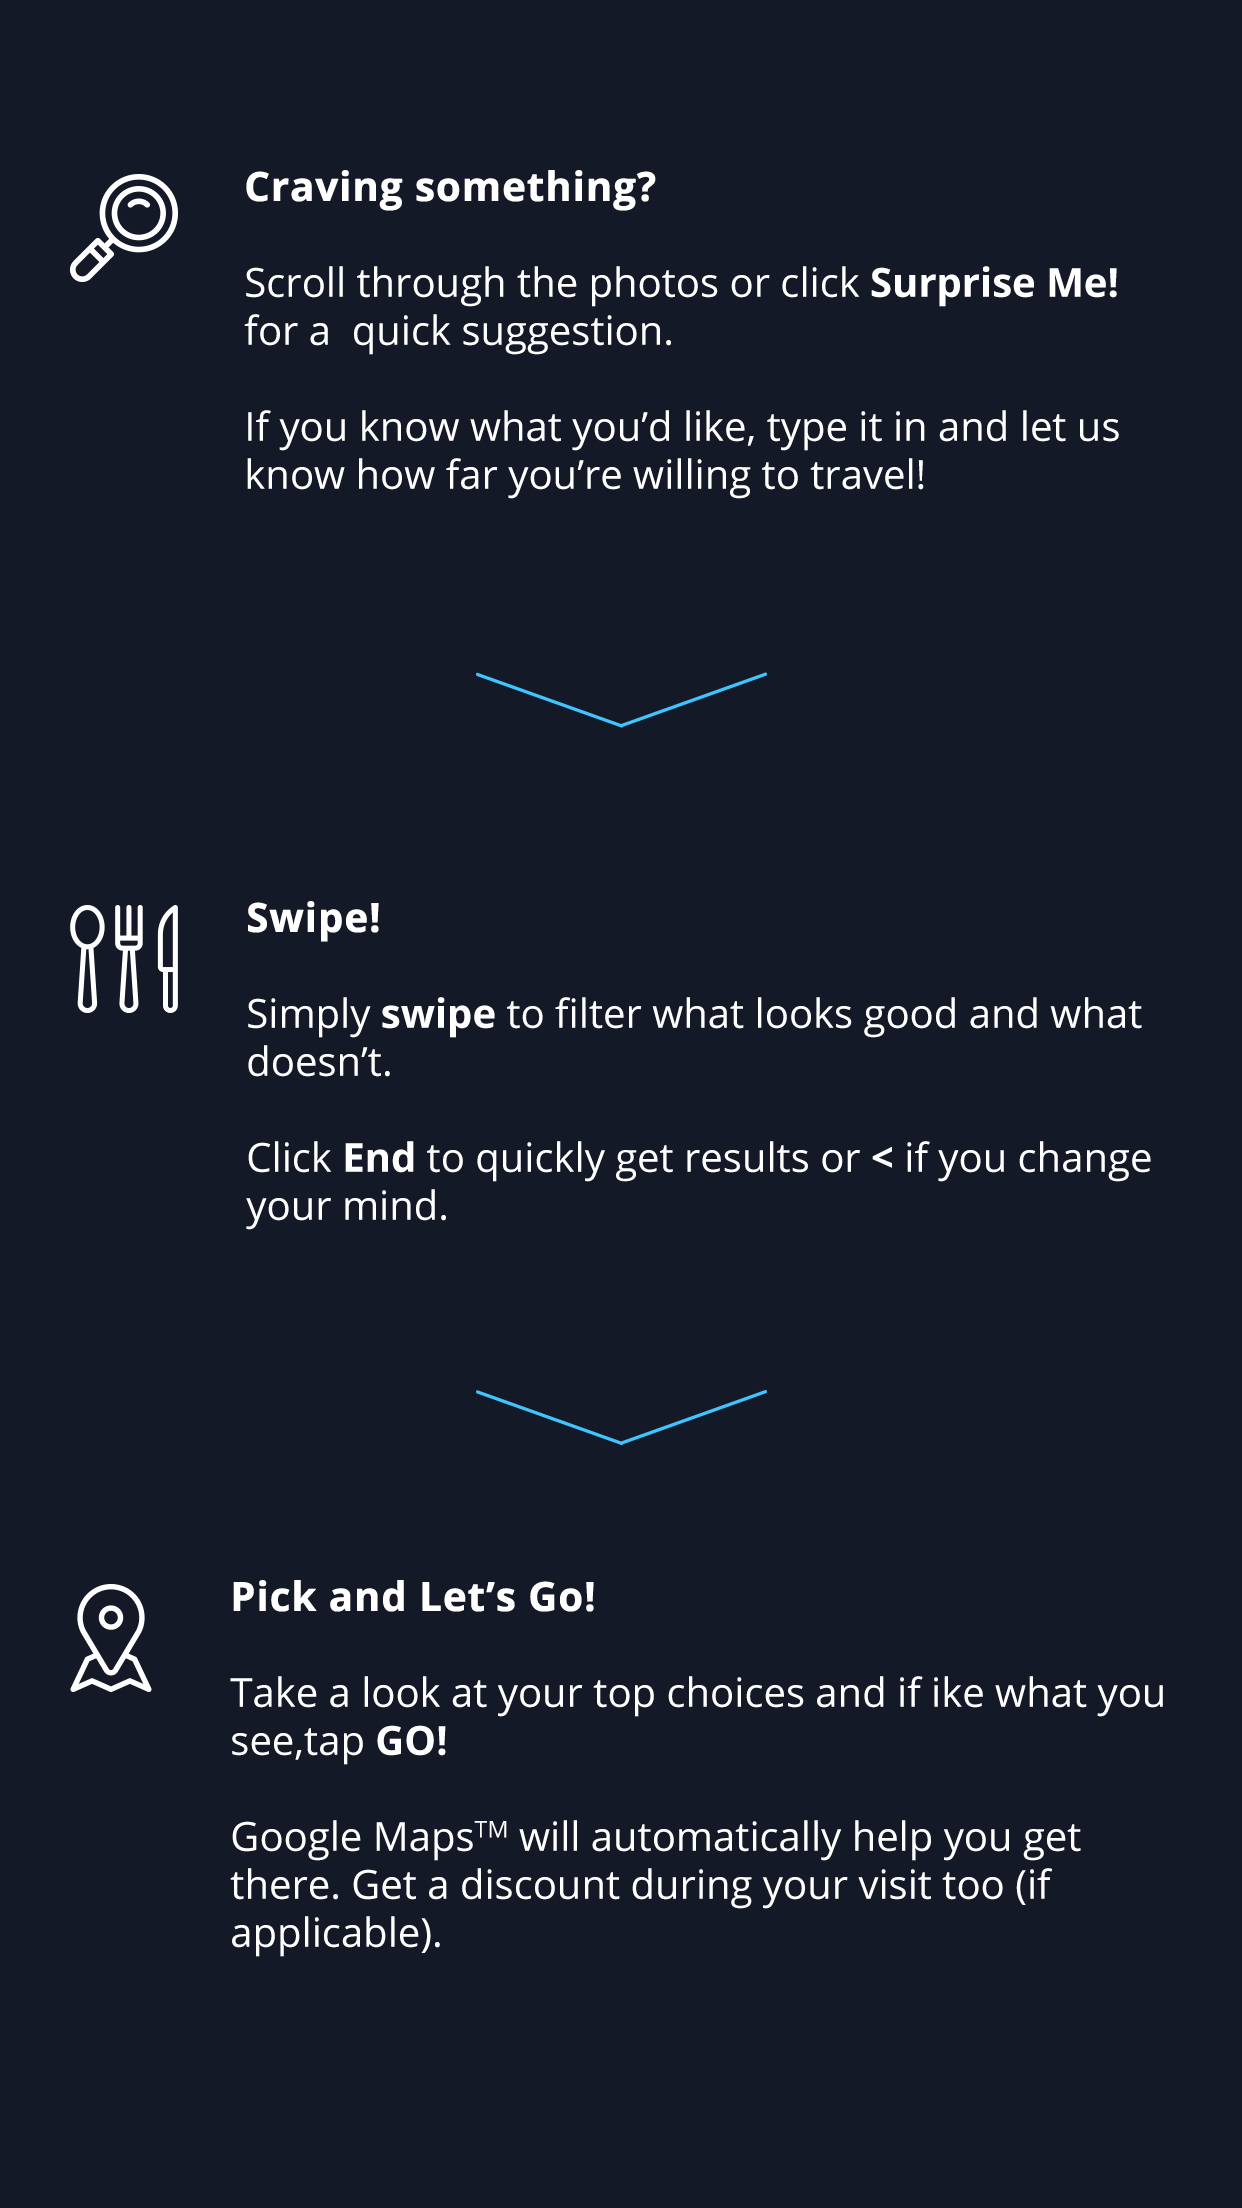 Craving something?
Scroll through the photos or click Surprise Me!
for a  quick suggestion.
If you know what you’d like, type it in and let us
know how far you’re willing to travel!
Swipe!
Simply swipe to filter what looks good and what
doesn’t.
Click End to quickly get results or < if you change
your mind.
Pick and Let’s Go!
Take a look at your top choices and if ike what you
see,tap GO!
Google Maps™ will automatically help you get
there. Get a discount during your visit too (if
applicable).